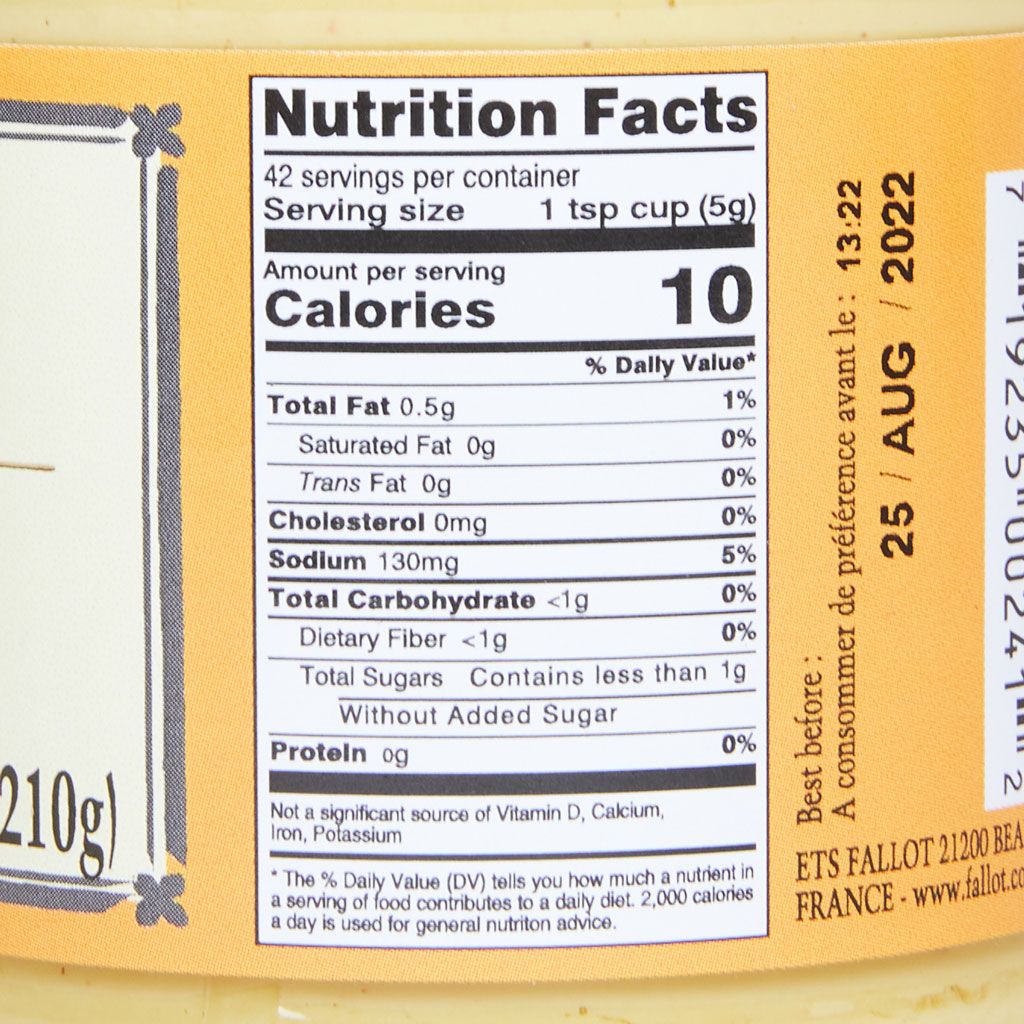 Nutrition Facts
42 servings per container
Serving size 1 tsp cup (5g)
Amount per serving
Calories 10
% Daily Value*
Total Fat 0.5g 1%
Saturated Fat 0g 0%
Trans Fat 0g 0%
Cholesterol 0mg 0%
Sodium 130mg 5%
Total Carbohydrate <1g 0%
Dietary Fiber <1g 0%
Total Sugars Contains less than 1g
Without Added Sugar
Protein 0g 0%
Not a significant source of Vitamin D, Calcium,
Iron, Potassium
* The % Daily Value (DV) tells you how much a nutrient in
a serving of food contributes to a daily diet. 2,000 calories
a day is used for general nutriton advice.
210g)
Best before :
A consommer de préférence avant le : 13:22
25 / AUG / 2022
ETS FALLOT 21200 BEA
FRANCE - www.fallot.co